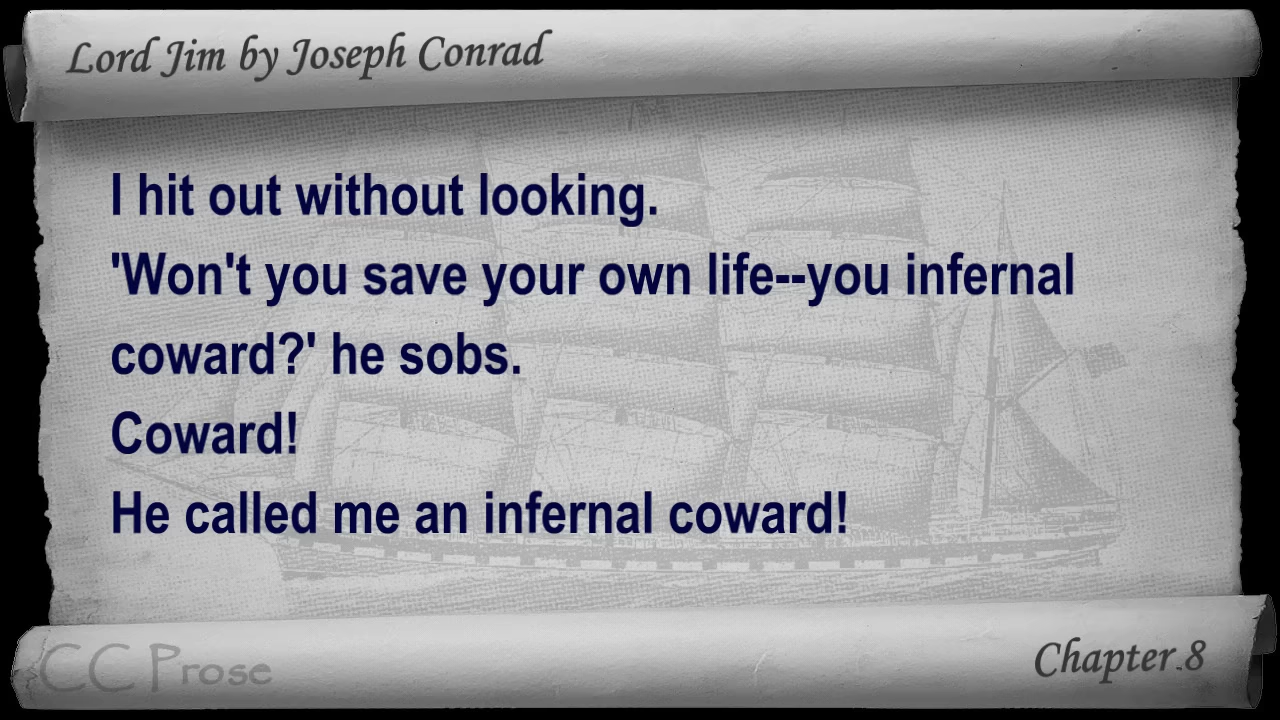 Lord Jim by Joseph Conrad
I hit out without looking.
'Won't you save your own life--you infernal
coward?' he sobs.
Coward!
He called me an infernal coward!
CC Prose
Chapter 8